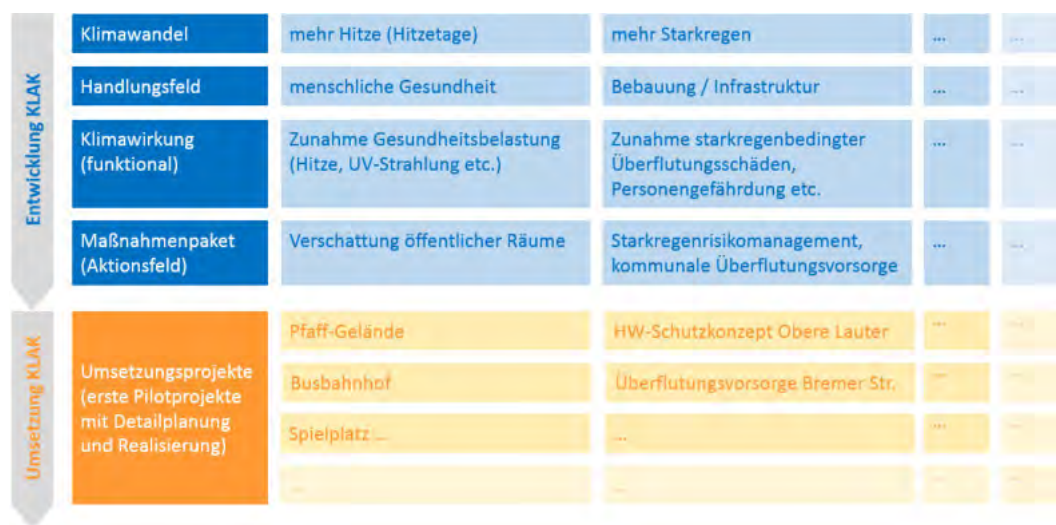 Entwicklung KLAK
Klimawandel
mehr Hitze (Hitzetage)
mehr Starkregen
...
...
Handlungsfeld
menschliche Gesundheit
Bebauung / Infrastruktur
...
...
Klimawirkung
(funktional)
Zunahme Gesundheitsbelastung
(Hitze, UV-Strahlung etc.)
Zunahme starkregenbedingter
Überflutungsschäden,
Personengefährdung etc.
...
...
Maßnahmenpaket
(Aktionsfeld)
Verschattung öffentlicher Räume
Starkregenrisikomanagement,
kommunale Überflutungsvorsorge
...
...
Umsetzung KLAK
Umsetzungsprojekte
(erste Pilotprojekte
mit Detailplanung
und Realisierung)
Pfaff-Gelände
HW-Schutzkonzept Obere Lauter
...
...
Busbahnhof
Überflutungsvorsorge Bremer Str.
...
...
Spielplatz ...
...
...
...
...
...
...
...